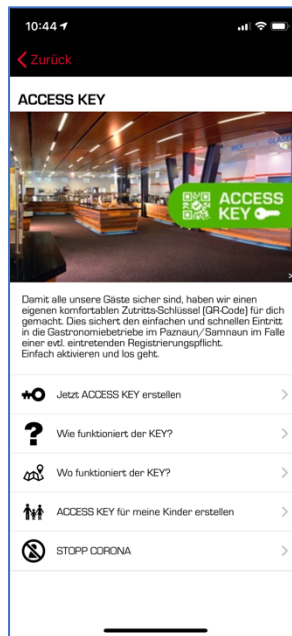 10:44
Zurück
ACCESS KEY
ACCESS
KEY
Damit alle unsere Gäste sicher sind, haben wir einen
eigenen komfortablen Zutritts-Schlüssel (QR-Code) für dich
gemacht. Dies sichert den einfachen und schnellen Eintritt
in die Gastronomiebetriebe im Paznaun/Samnaun im Falle
einer evtl. eintretenden Registrierungspflicht.
Einfach aktivieren und los geht.
Jetzt ACCESS KEY erstellen
Wie funktioniert der KEY?
Wo funktioniert der KEY?
ACCESS KEY für meine Kinder erstellen
STOPP CORONA